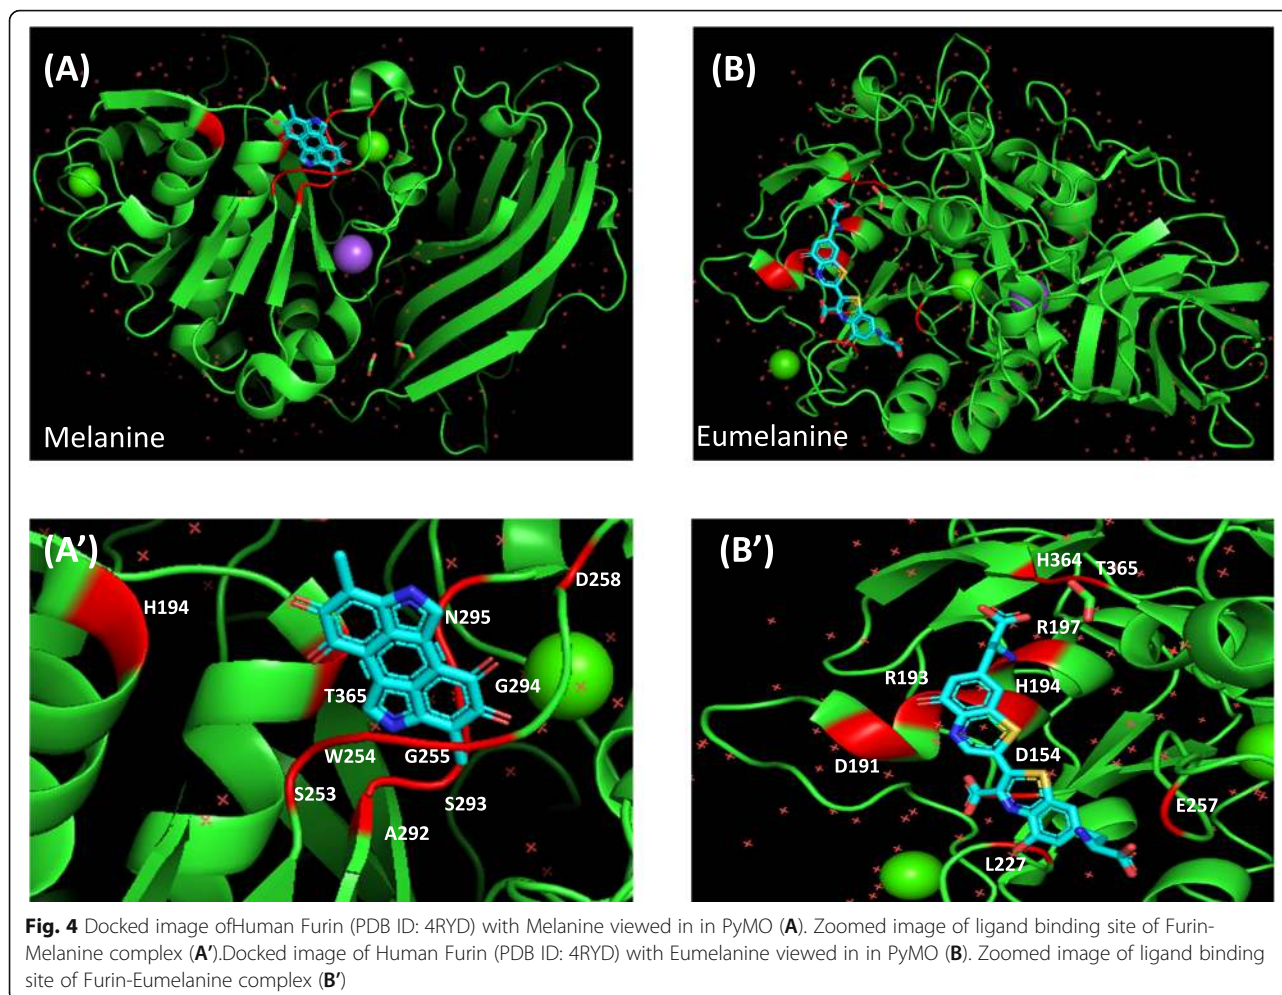 (A)
(B)
Melanine
Eumelanine
(A’)
H194
D258
N295
T365
G294
W254
G255
S253
S293
A292
(B’)
H364
T365
R197
R193
H194
D191
D154
E257
L227
Fig. 4 Docked image ofHuman Furin (PDB ID: 4RYD) with Melanine viewed in in PyMO (A). Zoomed image of ligand binding site of Furin-
Melanine complex (A’).Docked image of Human Furin (PDB ID: 4RYD) with Eumelanine viewed in in PyMO (B). Zoomed image of ligand binding
site of Furin-Eumelanine complex (B’)